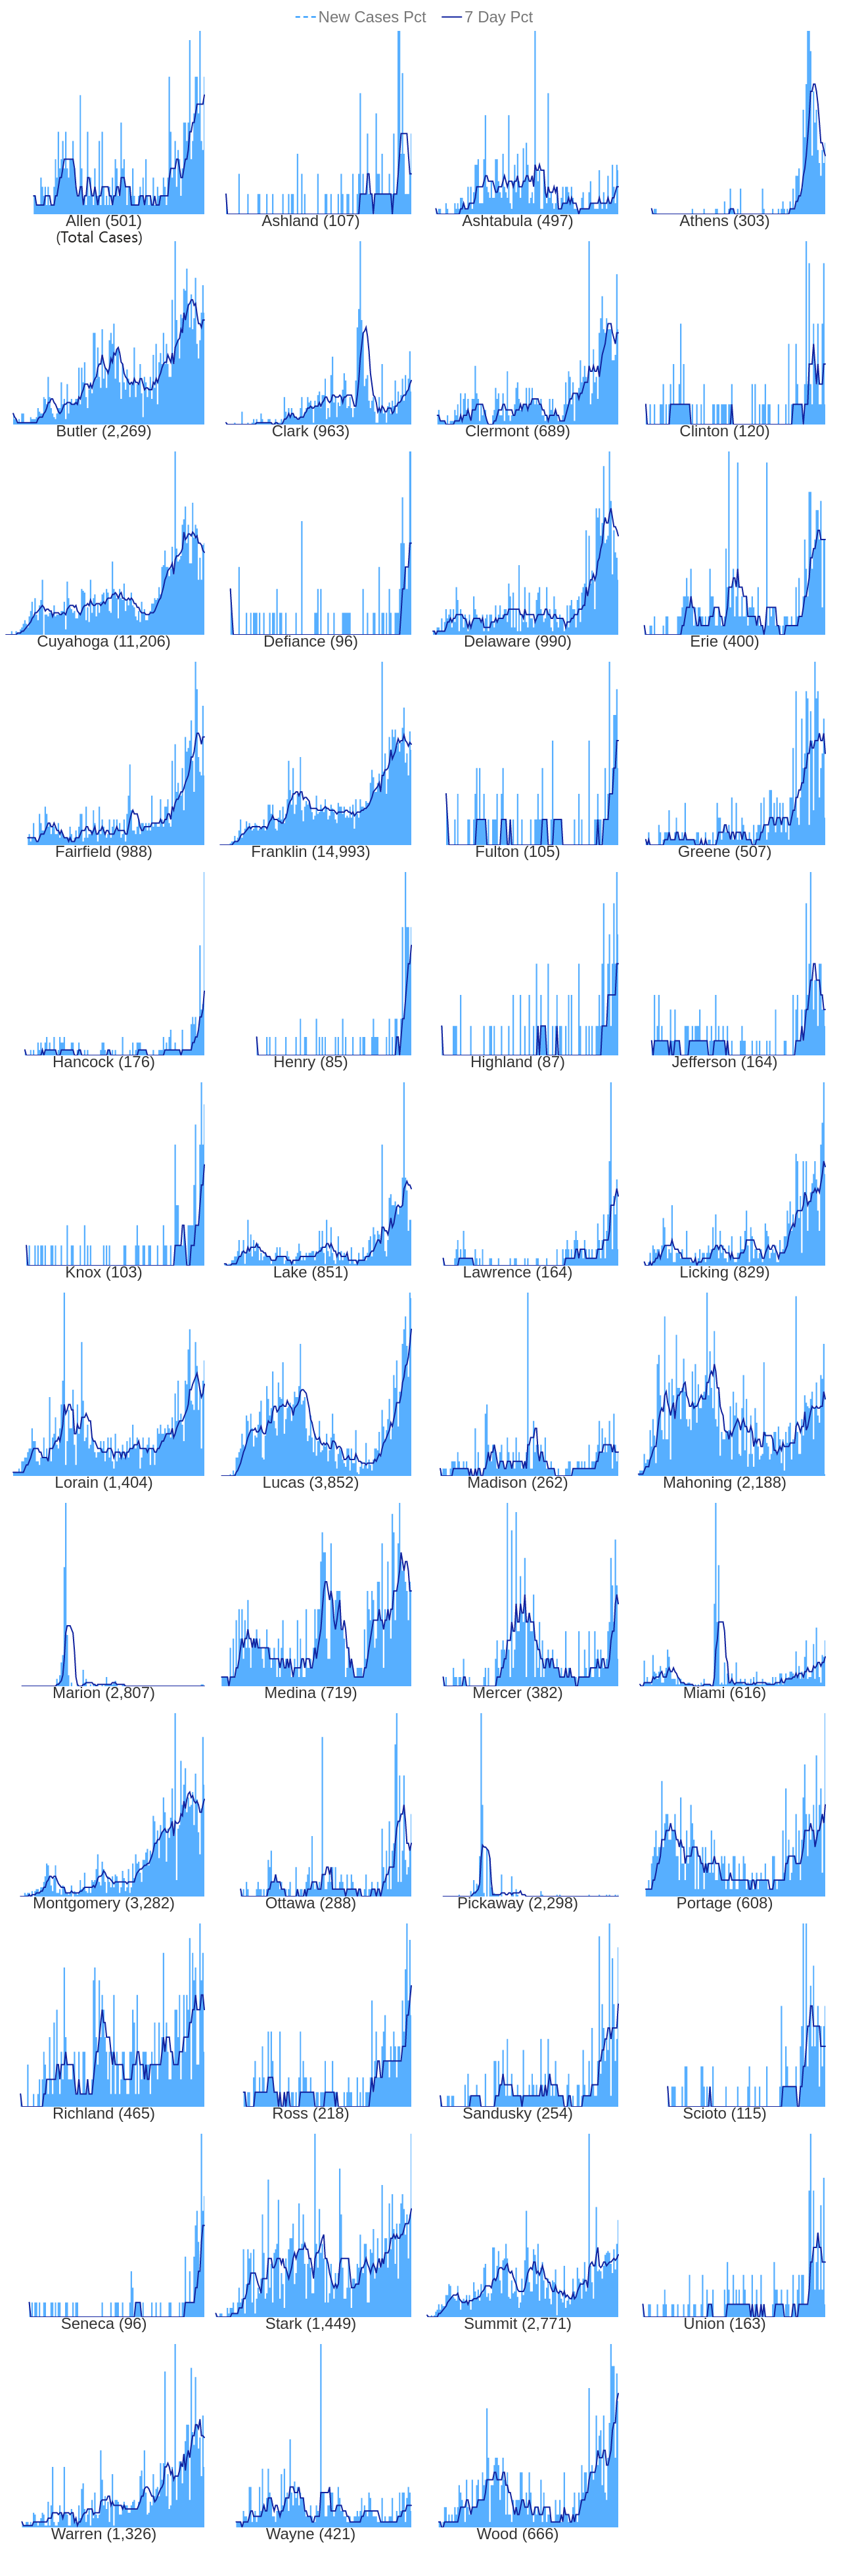 New Cases Pct 7 Day Pct
Allen (501) Ashland (107) Ashtabula (497) Athens (303)
(Total Cases)
Butler (2,269) Clark (963) Clermont (689) Clinton (120)
Cuyahoga (11,206) Defiance (96) Delaware (990) Erie (400)
Fairfield (988) Franklin (14,993) Fulton (105) Greene (507)
Hancock (176) Henry (85) Highland (87) Jefferson (164)
Knox (103) Lake (851) Lawrence (164) Licking (829)
Lorain (1,404) Lucas (3,852) Madison (262) Mahoning (2,188)
Marion (2,807) Medina (719) Mercer (382) Miami (616)
Montgomery (3,282) Ottawa (288) Pickaway (2,298) Portage (608)
Richland (465) Ross (218) Sandusky (254) Scioto (115)
Seneca (96) Stark (1,449) Summit (2,771) Union (163)
Warren (1,326) Wayne (421) Wood (666)